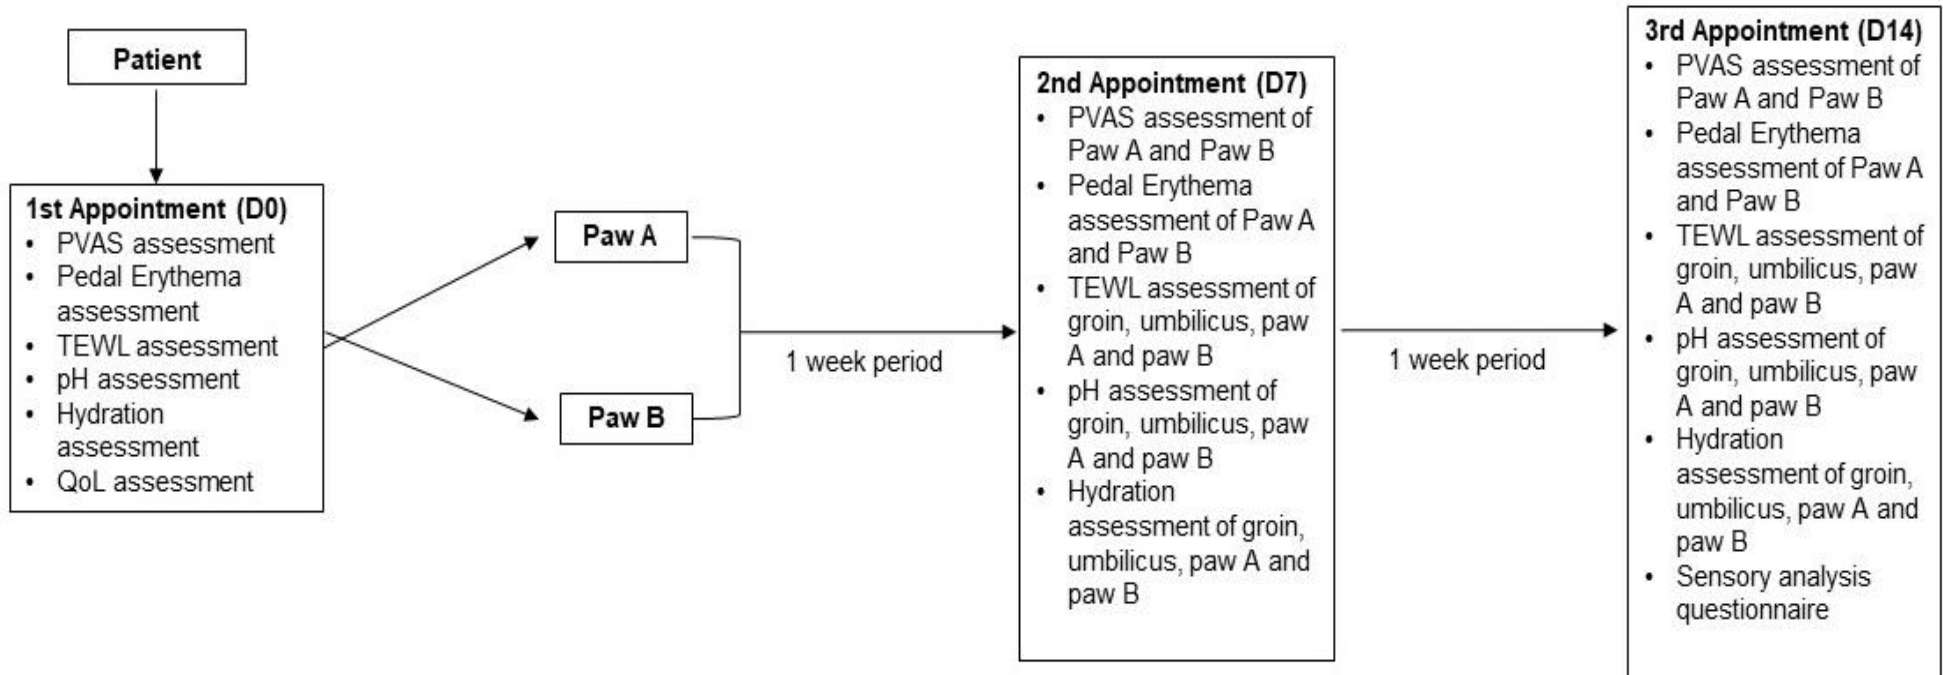 Patient
1st Appointment (D0)
• PVAS assessment
• Pedal Erythema
assessment
• TEWL assessment
• pH assessment
• Hydration
assessment
• QoL assessment
Paw A
Paw B
1 week period
2nd Appointment (D7)
• PVAS assessment of
Paw A and Paw B
• Pedal Erythema
assessment of Paw A
and Paw B
• TEWL assessment of
groin, umbilicus, paw
A and paw B
• pH assessment of
groin, umbilicus, paw
A and paw B
• Hydration
assessment of groin,
umbilicus, paw A and
paw B
1 week period
3rd Appointment (D14)
• PVAS assessment of
Paw A and Paw B
• Pedal Erythema
assessment of Paw A
and Paw B
• TEWL assessment of
groin, umbilicus, paw
A and paw B
• pH assessment of
groin, umbilicus, paw
A and paw B
• Hydration
assessment of groin,
umbilicus, paw A and
paw B
• Sensory analysis
questionnaire